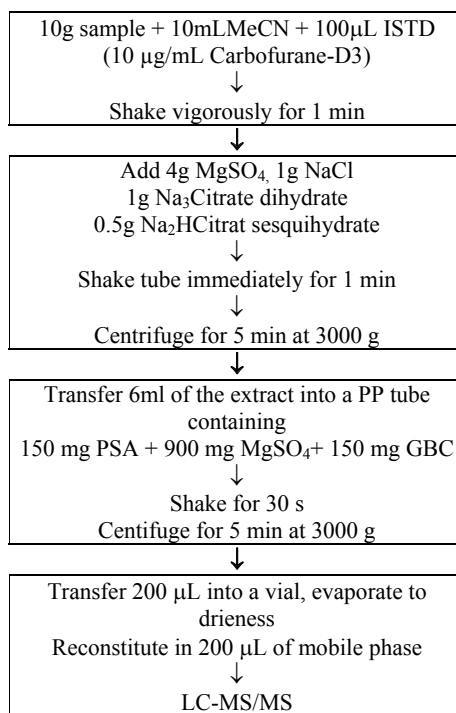 10g sample + 10mLMeCN + 100µL ISTD
(10 µg/mL Carbofurane-D3)
↓
Shake vigorously for 1 min
↓
Add 4g MgSO₄, 1g NaCl
1g Na₃Citrate dihydrate
0.5g Na₂HCitrat sesquihydrate
↓
Shake tube immediately for 1 min
↓
Centrifuge for 5 min at 3000 g
↓
Transfer 6ml of the extract into a PP tube
containing
150 mg PSA + 900 mg MgSO₄+ 150 mg GBC
↓
Shake for 30 s
Centifuge for 5 min at 3000 g
↓
Transfer 200 µL into a vial, evaporate to
drieness
Reconstitute in 200 µL of mobile phase
↓
LC-MS/MS